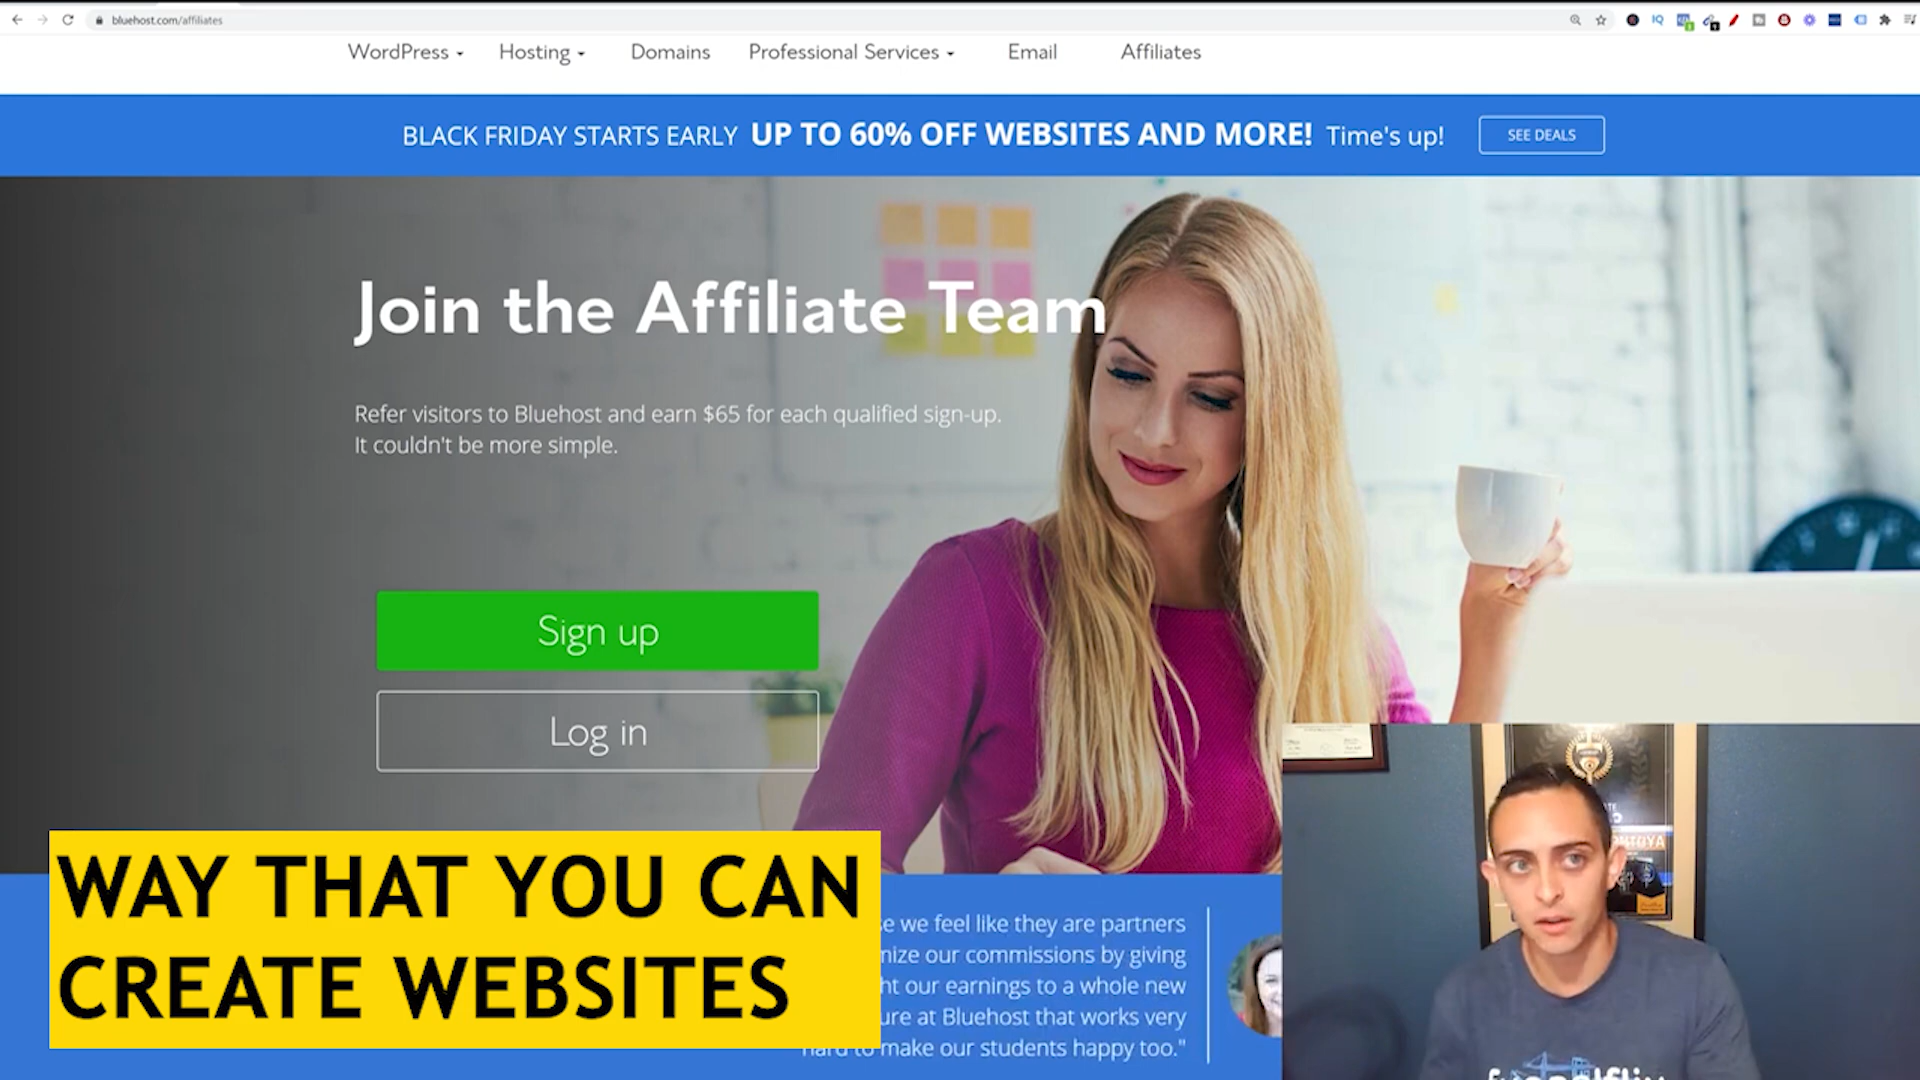 bluehost.com/affiliates
WordPress
Hosting
Domains
Professional Services
Email
Affiliates
BLACK FRIDAY STARTS EARLY UP TO 60% OFF WEBSITES AND MORE! Time's up!
SEE DEALS
Join the Affiliate Team
Refer visitors to Bluehost and earn $65 for each qualified sign-up.
It couldn't be more simple.
Sign up
Log in
WAY THAT YOU CAN
CREATE WEBSITES
we feel like they are partners
our commissions by giving
our earnings to a whole new
at Bluehost that works very
hard to make our students happy too."